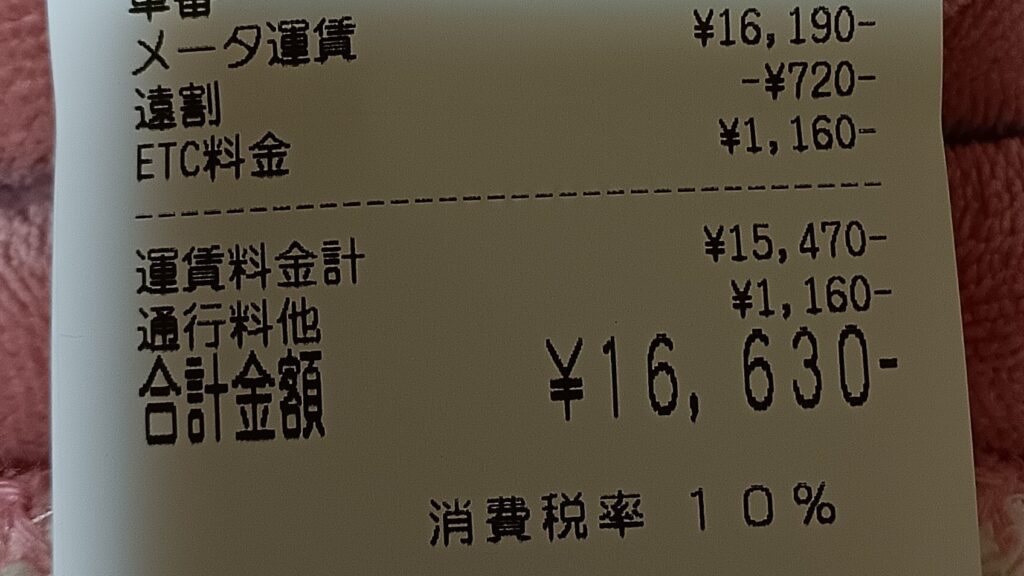 車番
メータ運賃 ¥16,190-
遠割 -¥720-
ETC料金 ¥1,160-
運賃料金計 ¥15,470-
通行料他 ¥1,160-
合計金額 ¥16,630-
消費税率 10%